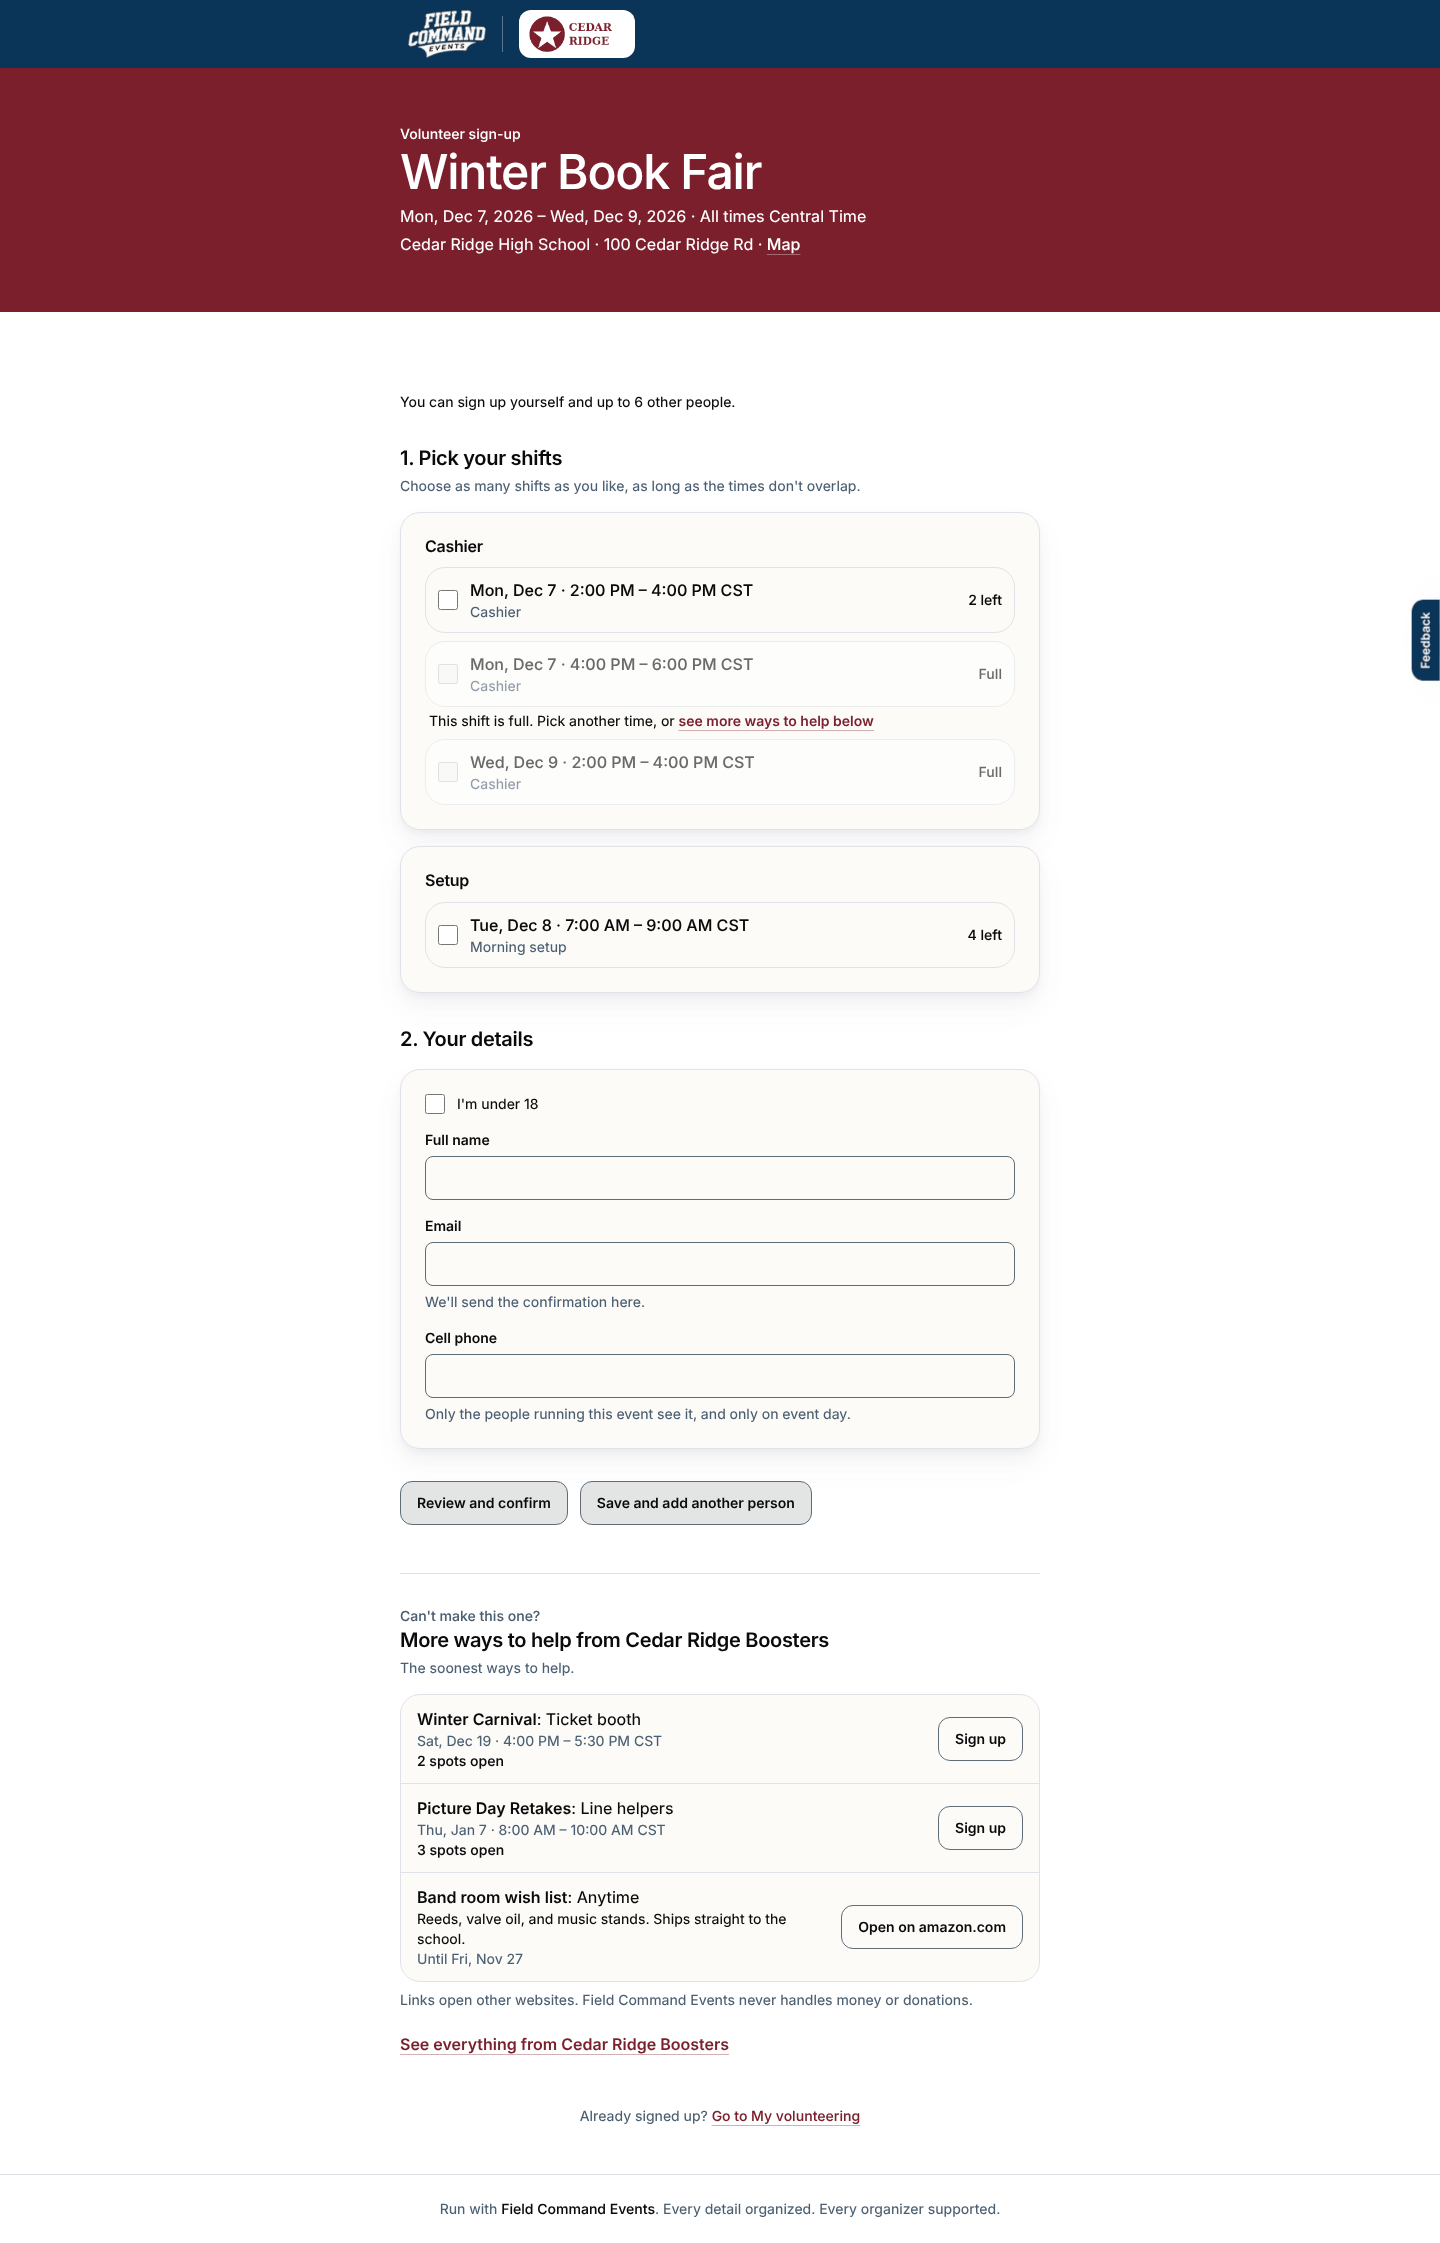 FIELD
COMMAND
EVENTS
CEDAR
RIDGE
Volunteer sign-up
Winter Book Fair
Mon, Dec 7, 2026 – Wed, Dec 9, 2026 · All times Central Time
Cedar Ridge High School · 100 Cedar Ridge Rd · Map
You can sign up yourself and up to 6 other people.
1. Pick your shifts
Choose as many shifts as you like, as long as the times don't overlap.
Cashier
Mon, Dec 7 · 2:00 PM – 4:00 PM CST
Cashier
2 left
Mon, Dec 7 · 4:00 PM – 6:00 PM CST
Cashier
Full
This shift is full. Pick another time, or see more ways to help below
Wed, Dec 9 · 2:00 PM – 4:00 PM CST
Cashier
Full
Feedback
Setup
Tue, Dec 8 · 7:00 AM – 9:00 AM CST
Morning setup
4 left
2. Your details
I'm under 18
Full name
Email
We'll send the confirmation here.
Cell phone
Only the people running this event see it, and only on event day.
Review and confirm
Save and add another person
Can't make this one?
More ways to help from Cedar Ridge Boosters
The soonest ways to help.
Winter Carnival: Ticket booth
Sat, Dec 19 · 4:00 PM – 5:30 PM CST
2 spots open
Sign up
Picture Day Retakes: Line helpers
Thu, Jan 7 · 8:00 AM – 10:00 AM CST
3 spots open
Sign up
Band room wish list: Anytime
Reeds, valve oil, and music stands. Ships straight to the
school.
Until Fri, Nov 27
Open on amazon.com
Links open other websites. Field Command Events never handles money or donations.
See everything from Cedar Ridge Boosters
Already signed up? Go to My volunteering
Run with Field Command Events. Every detail organized. Every organizer supported.